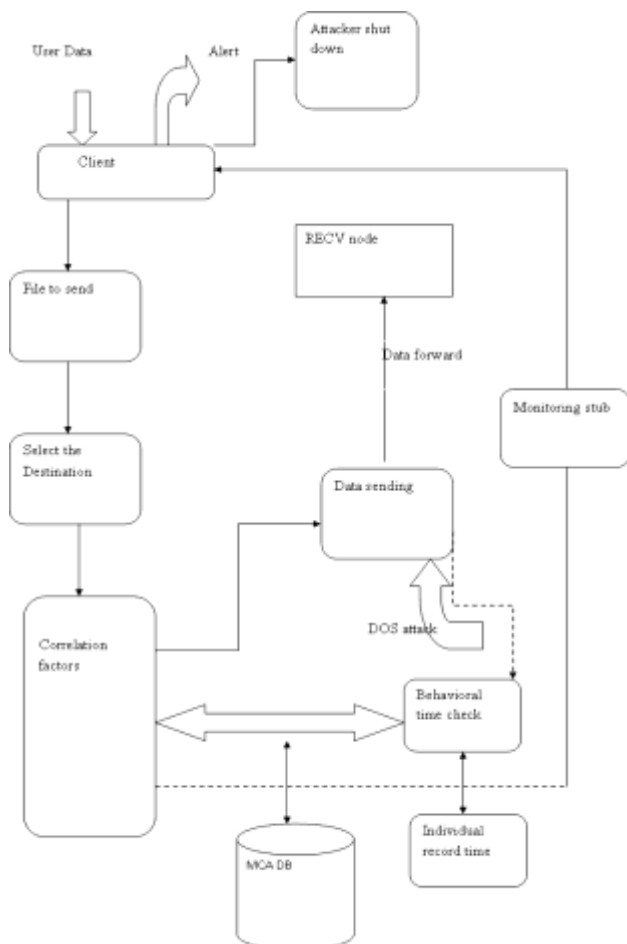 Attacker shut
down
User Data
Alert
Client
RECV node
File to send
Data forward
Monitoring stub
Select the
Destination
Data sending
DOS attack
Correlation
factors
Behavioral
time check
Individual
record time
MCA DB